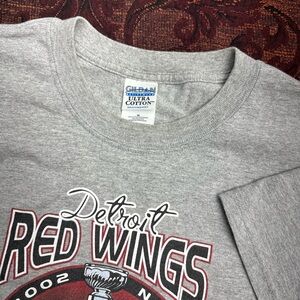 GILDAN
ULTRA
COTTON
Detroit
RED WINGS
2002 N